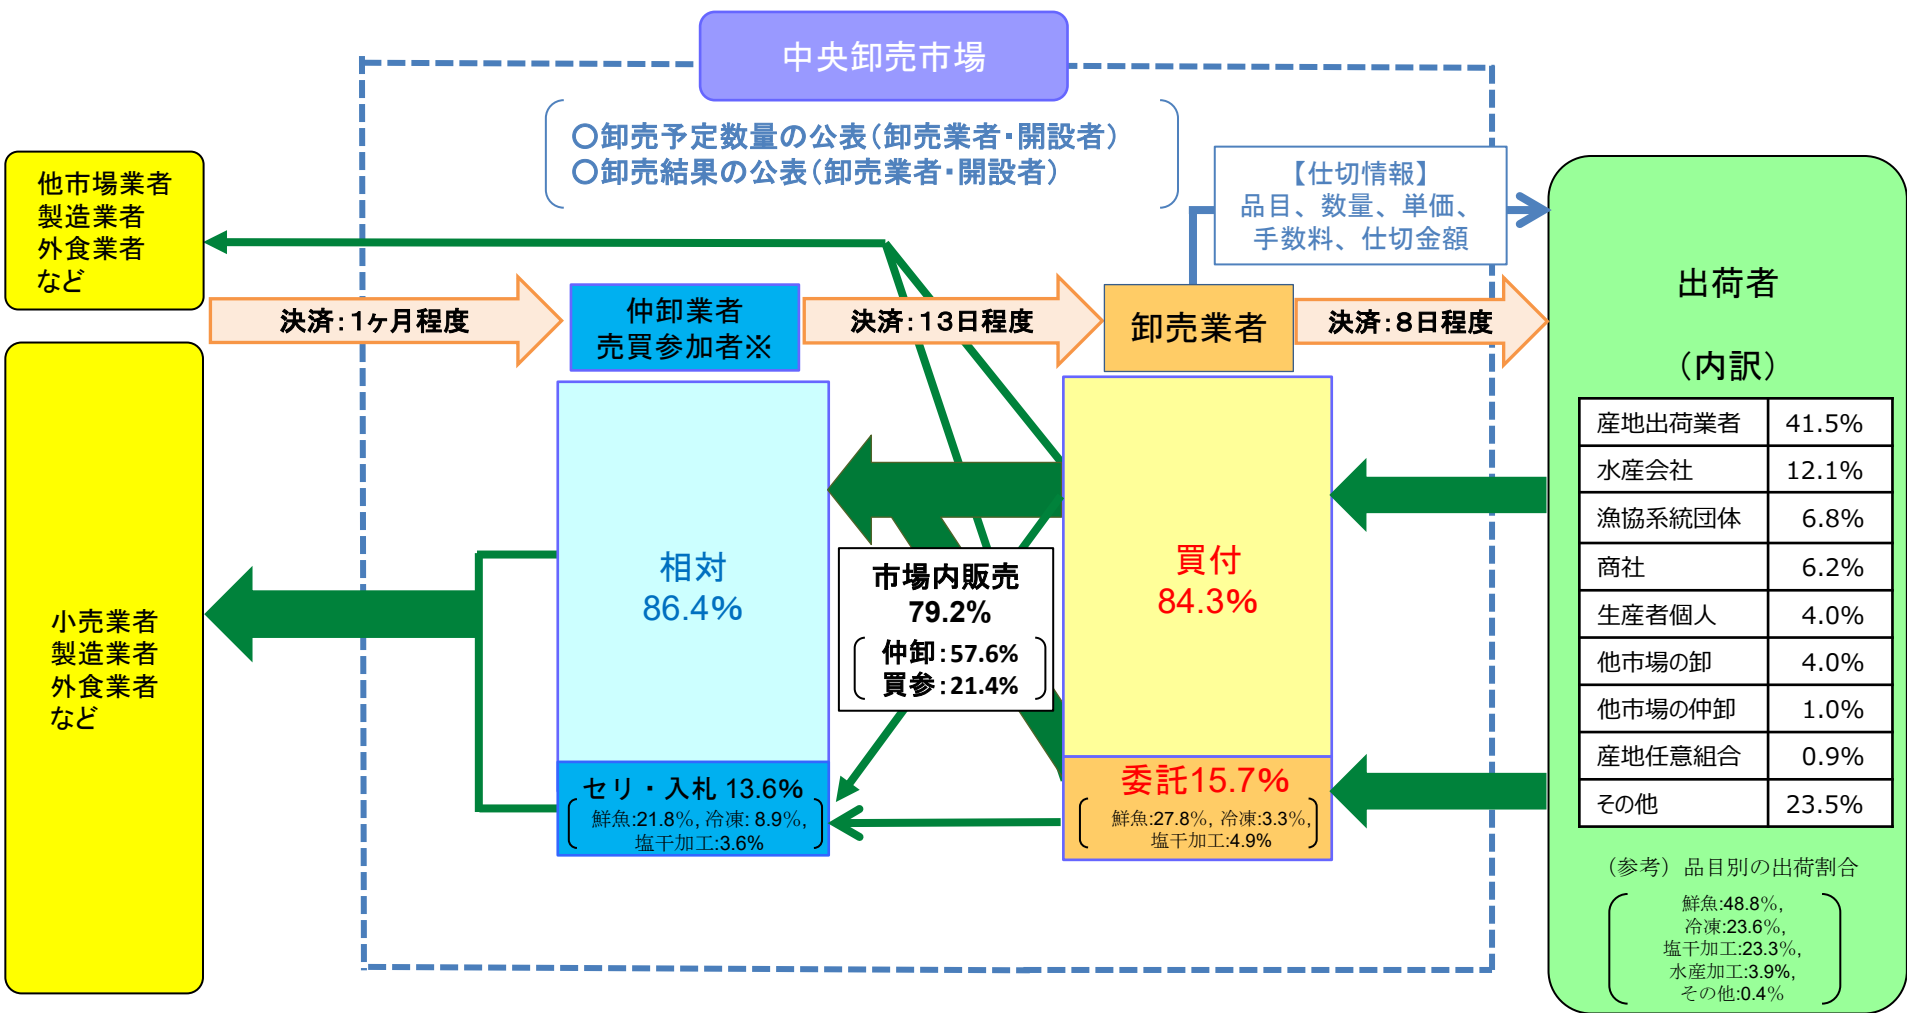 中央卸売市場
○卸売予定数量の公表（卸売業者・開設者）
○卸売結果の公表（卸売業者・開設者）
【仕切情報】
品目、数量、単価、
手数料、仕切金額
他市場業者
製造業者
外食業者
など
決済：1ヶ月程度
仲卸業者
売買参加者※
決済：13日程度
卸売業者
決済：8日程度
小売業者
製造業者
外食業者
など
相対
86.4%
セリ・入札 13.6%
鮮魚:21.8%, 冷凍: 8.9%,
塩干加工:3.6%
市場内販売
79.2%
仲卸：57.6%
買参：21.4%
買付
84.3%
委託15.7%
鮮魚:27.8%, 冷凍:3.3%,
塩干加工:4.9%
出荷者
（内訳）
産地出荷業者 41.5%
水産会社 12.1%
漁協系統団体 6.8%
商社 6.2%
生産者個人 4.0%
他市場の卸 4.0%
他市場の仲卸 1.0%
産地任意組合 0.9%
その他 23.5%
（参考）品目別の出荷割合
鮮魚:48.8%,
冷凍:23.6%,
塩干加工:23.3%,
水産加工:3.9%,
その他:0.4%